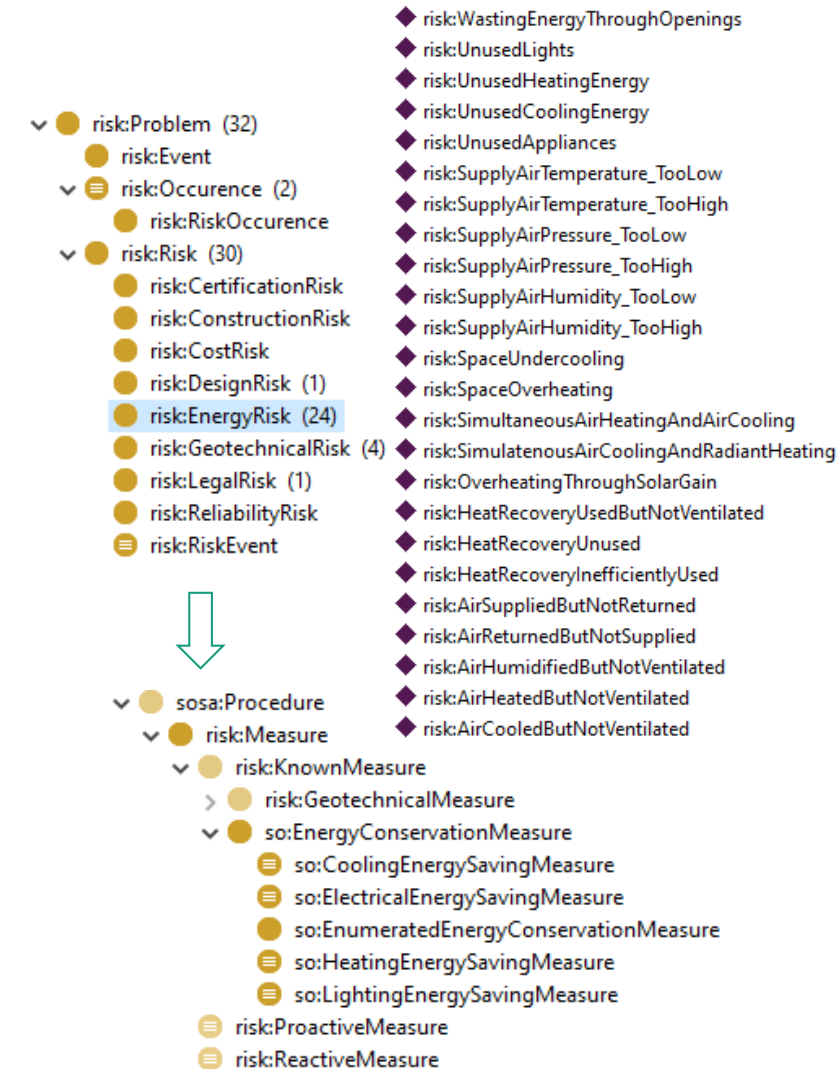 risk:Problem (32)
risk:Event
risk:Occurence (2)
risk:RiskOccurence
risk:Risk (30)
risk:CertificationRisk
risk:ConstructionRisk
risk:CostRisk
risk:DesignRisk (1)
risk:EnergyRisk (24)
risk:GeotechnicalRisk (4)
risk:LegalRisk (1)
risk:ReliabilityRisk
risk:RiskEvent
risk:WastingEnergyThroughOpenings
risk:UnusedLights
risk:UnusedHeatingEnergy
risk:UnusedCoolingEnergy
risk:UnusedAppliances
risk:SupplyAirTemperature_TooLow
risk:SupplyAirTemperature_TooHigh
risk:SupplyAirPressure_TooLow
risk:SupplyAirPressure_TooHigh
risk:SupplyAirHumidity_TooLow
risk:SupplyAirHumidity_TooHigh
risk:SpaceUndercooling
risk:SpaceOverheating
risk:SimultaneousAirHeatingAndAirCooling
risk:SimulatenousAirCoolingAndRadiantHeating
risk:OverheatingThroughSolarGain
risk:HeatRecoveryUsedButNotVentilated
risk:HeatRecoveryUnused
risk:HeatRecoveryInefficientlyUsed
risk:AirSuppliedButNotReturned
risk:AirReturnedButNotSupplied
risk:AirHumidifiedButNotVentilated
risk:AirHeatedButNotVentilated
risk:AirCooledButNotVentilated
sosa:Procedure
risk:Measure
risk:KnownMeasure
risk:GeotechnicalMeasure
so:EnergyConservationMeasure
so:CoolingEnergySavingMeasure
so:ElectricalEnergySavingMeasure
so:EnumeratedEnergyConservationMeasure
so:HeatingEnergySavingMeasure
so:LightingEnergySavingMeasure
risk:ProactiveMeasure
risk:ReactiveMeasure